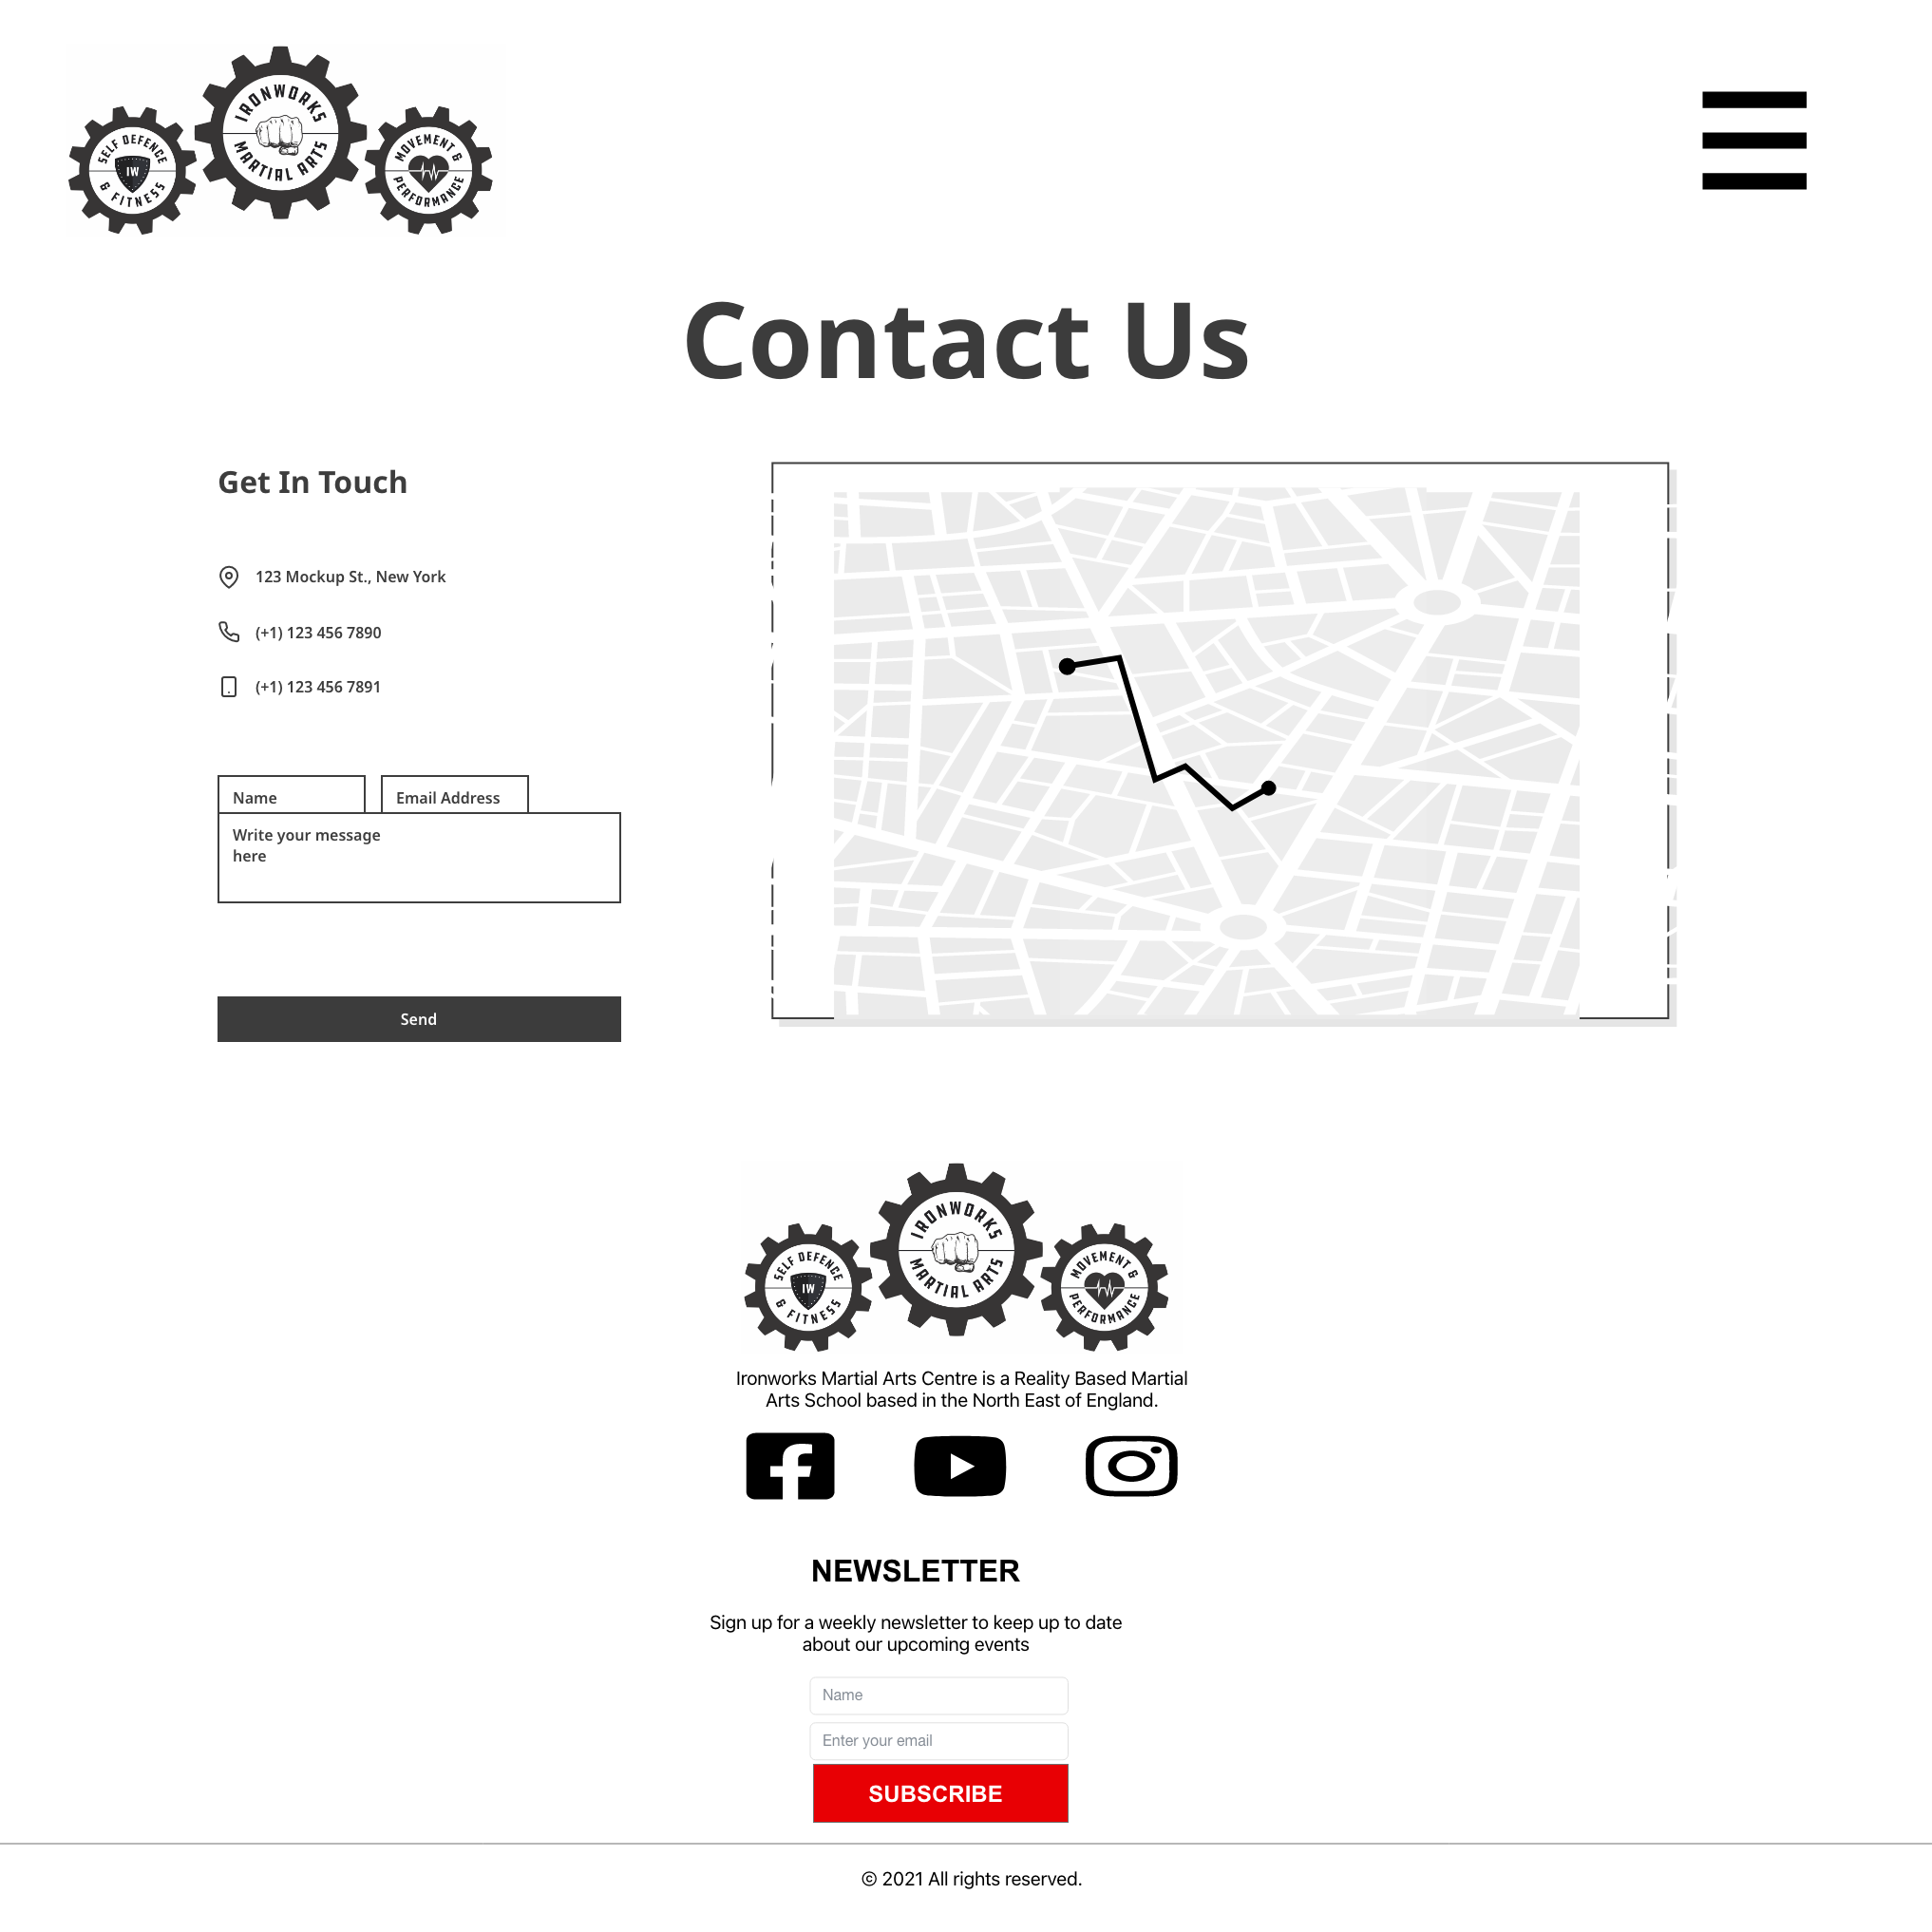 SELF DEFENCE
IW
& FITNESS
IRONWORKS
MARTIAL ARTS
MOVEMENT &
PERFORMANCE
Contact Us
Get In Touch
123 Mockup St., New York
(+1) 123 456 7890
(+1) 123 456 7891
Name
Email Address
Write your message
here
Send
SELF DEFENCE
IW
& FITNESS
IRONWORKS
MARTIAL ARTS
MOVEMENT &
PERFORMANCE
Ironworks Martial Arts Centre is a Reality Based Martial
Arts School based in the North East of England.
NEWSLETTER
Sign up for a weekly newsletter to keep up to date
about our upcoming events
Name
Enter your email
SUBSCRIBE
© 2021 All rights reserved.